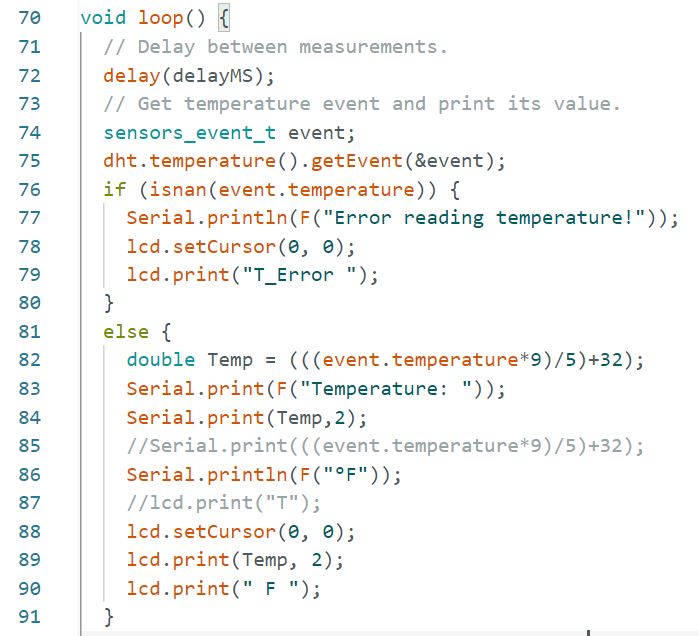 70 void loop() {
71   // Delay between measurements.
72   delay(delayMS);
73   // Get temperature event and print its value.
74   sensors_event_t event;
75   dht.temperature().getEvent(&event);
76   if (isnan(event.temperature)) {
77     Serial.println(F("Error reading temperature!"));
78     lcd.setCursor(0, 0);
79     lcd.print("T_Error ");
80   }
81   else {
82     double Temp = (((event.temperature*9)/5)+32);
83     Serial.print(F("Temperature: "));
84     Serial.print(Temp,2);
85     //Serial.print(((event.temperature*9)/5)+32);
86     Serial.println(F("°F"));
87     //lcd.print("T");
88     lcd.setCursor(0, 0);
89     lcd.print(Temp, 2);
90     lcd.print(" F ");
91   }